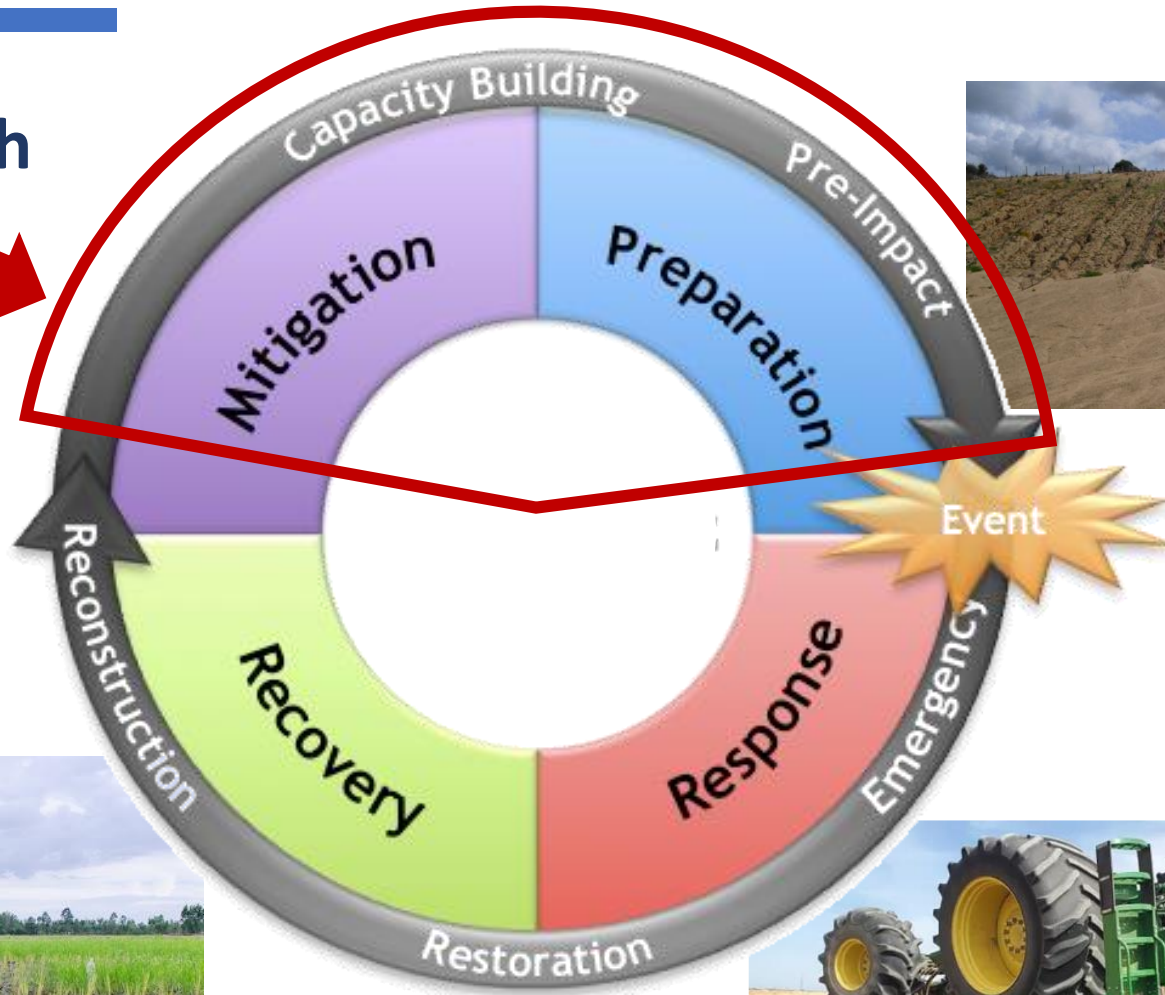 Capacity Building
Pre-Impact
Mitigation
Preparation
Event
Reconstruction
Emergency
Recovery
Response
Restoration